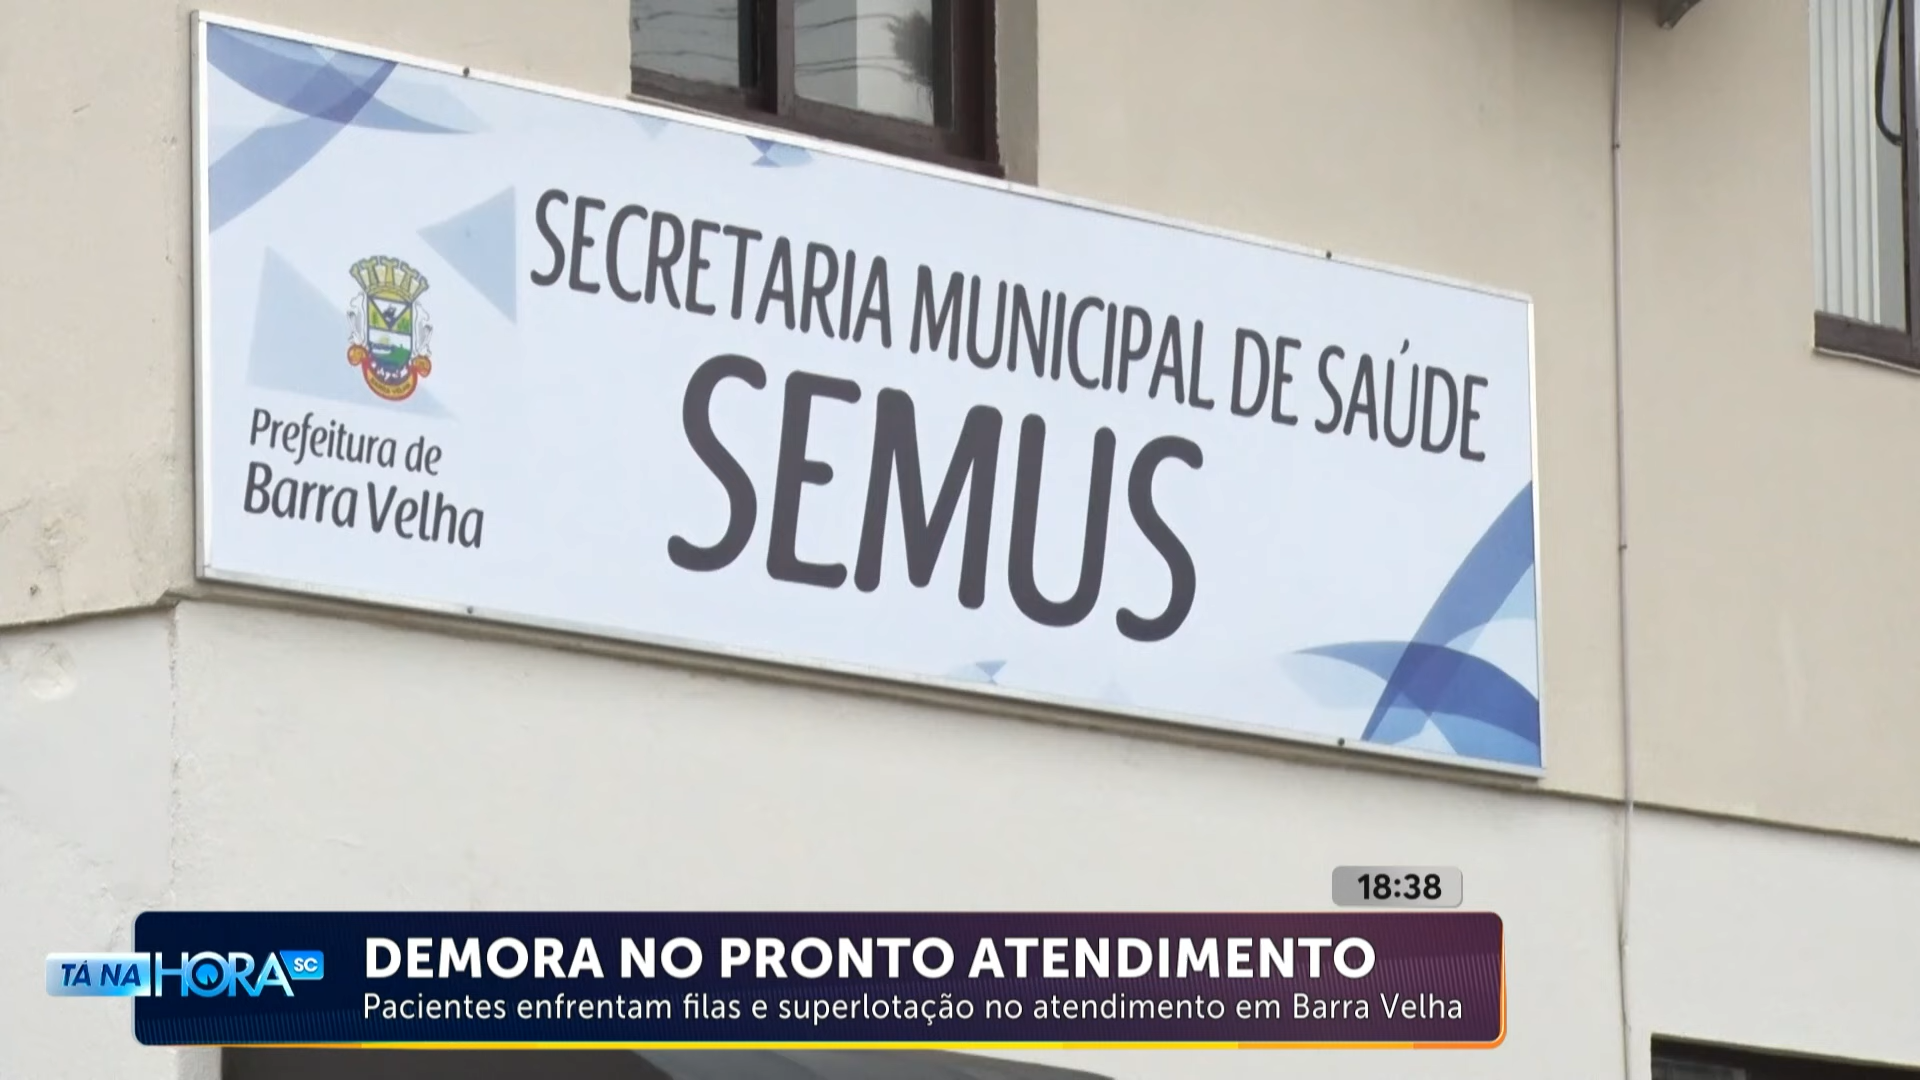 SECRETARIA MUNICIPAL DE SAÚDE
SEMUS
Prefeitura de
Barra Velha
18:38
TÁ NA HORA SC
DEMORA NO PRONTO ATENDIMENTO
Pacientes enfrentam filas e superlotação no atendimento em Barra Velha